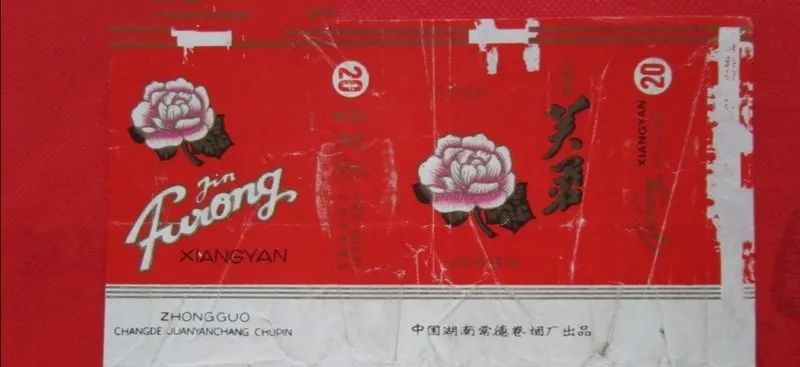 Jin
Furong
XIANGYAN
20
芙蓉
20
XIANGYAN
ZHONGGUO
CHANGDE JUANYANCHANG CHUPIN
中国湖南常德卷烟厂出品